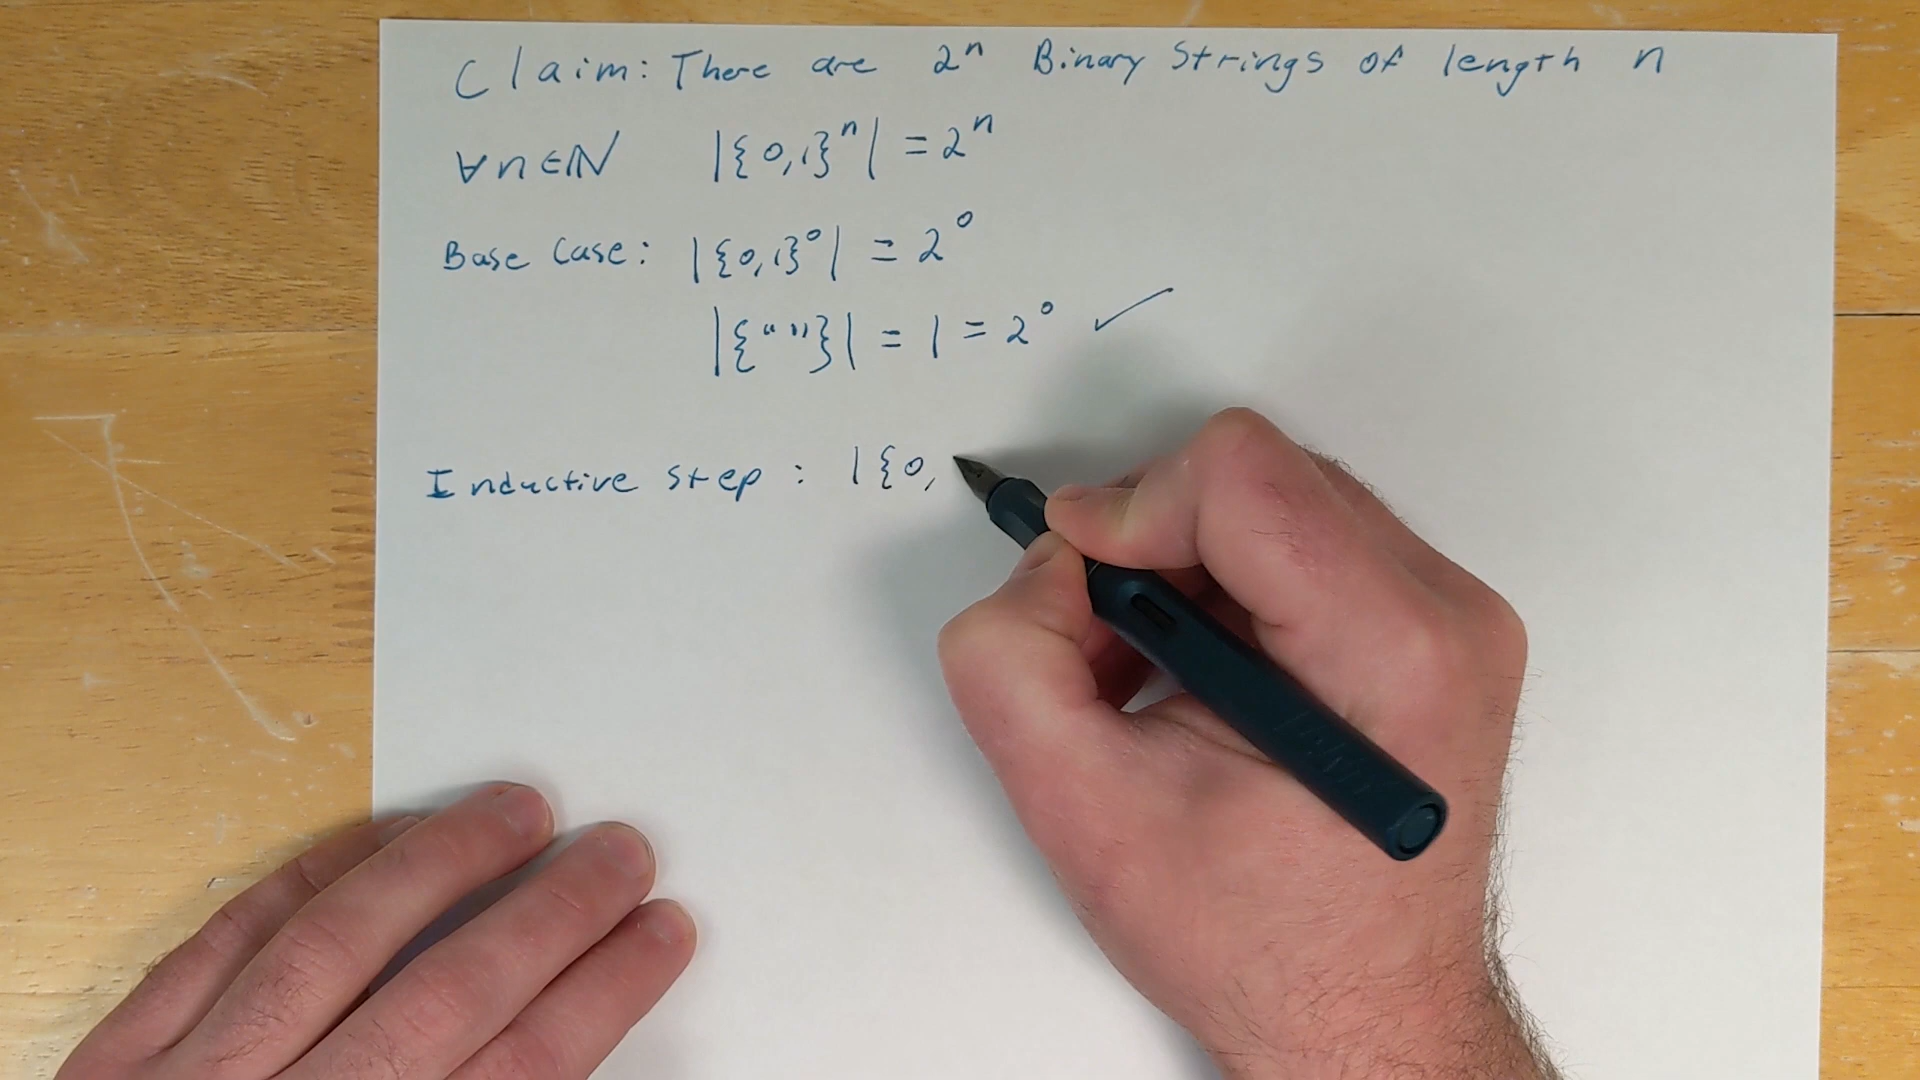 Claim: There are 2ⁿ Binary Strings of length n
∀n∈ℕ |{0,1}ⁿ| = 2ⁿ
Base Case: |{0,1}⁰| = 2⁰
|{“ ”}| = 1 = 2⁰ ✓
Inductive step: |{0,